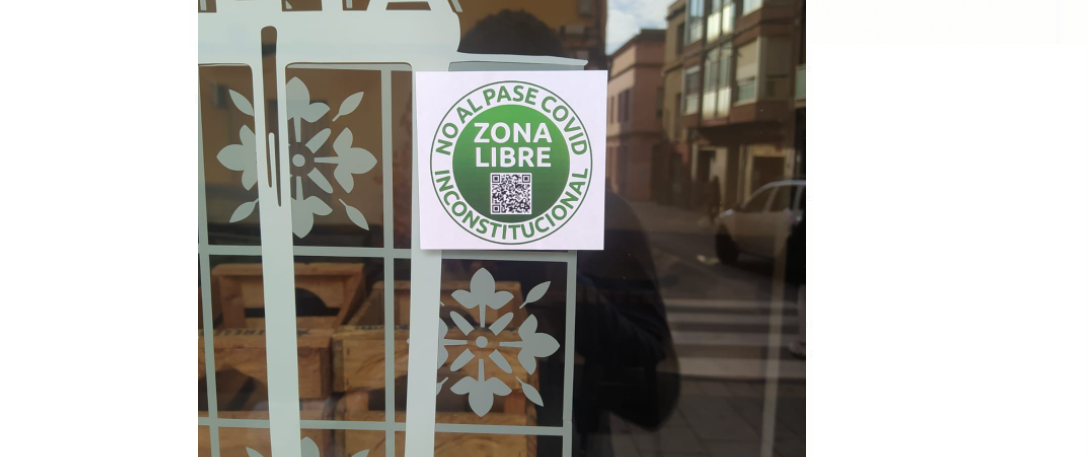 NO AL PASE COVID
ZONA
LIBRE
INCONSTITUCIONAL